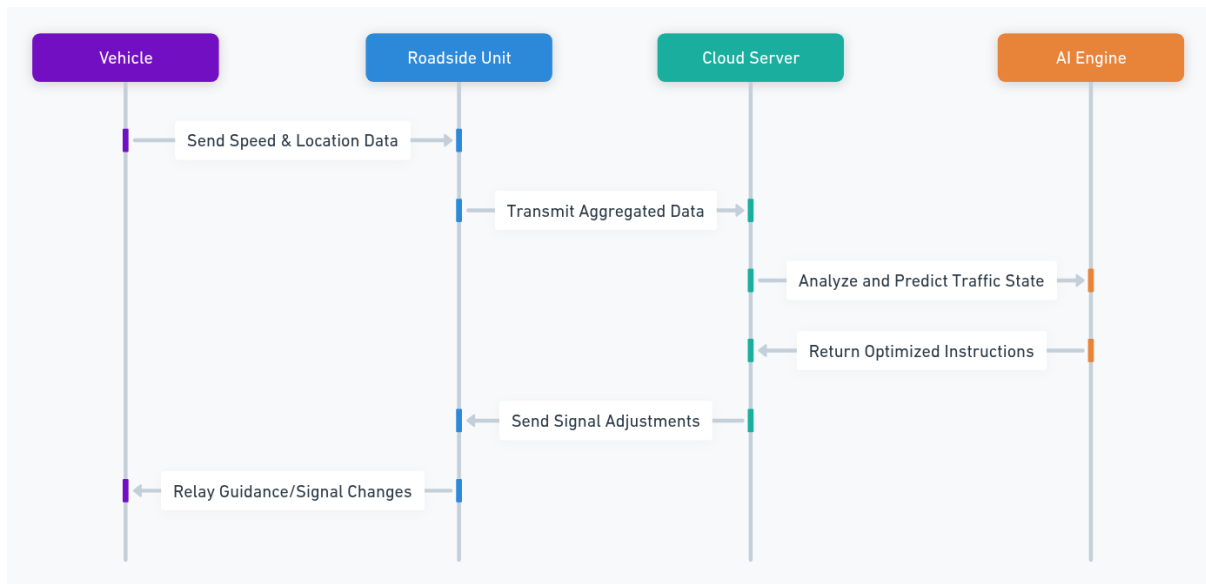 Vehicle
Roadside Unit
Cloud Server
AI Engine
Send Speed & Location Data
Transmit Aggregated Data
Analyze and Predict Traffic State
Return Optimized Instructions
Send Signal Adjustments
Relay Guidance/Signal Changes